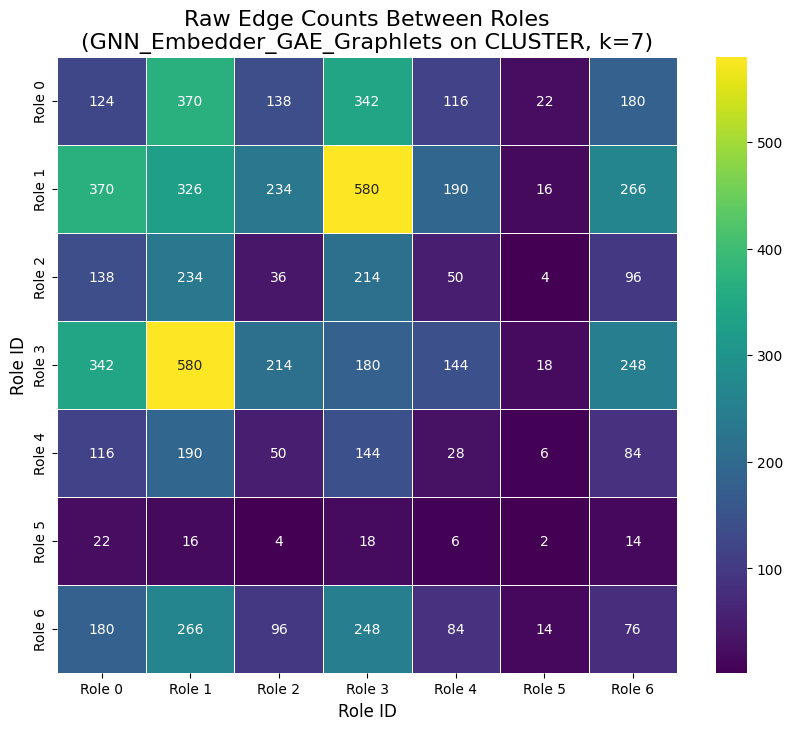 Raw Edge Counts Between Roles
(GNN_Embedder_GAE_Graphlets on CLUSTER, k=7)
Role 0 124 370 138 342 116 22 180
Role 1 370 326 234 580 190 16 266
Role 2 138 234 36 214 50 4 96
Role 3 342 580 214 180 144 18 248
Role 4 116 190 50 144 28 6 84
Role 5 22 16 4 18 6 2 14
Role 6 180 266 96 248 84 14 76
Role 0 Role 1 Role 2 Role 3 Role 4 Role 5 Role 6
Role ID
Role ID
500
400
300
200
100